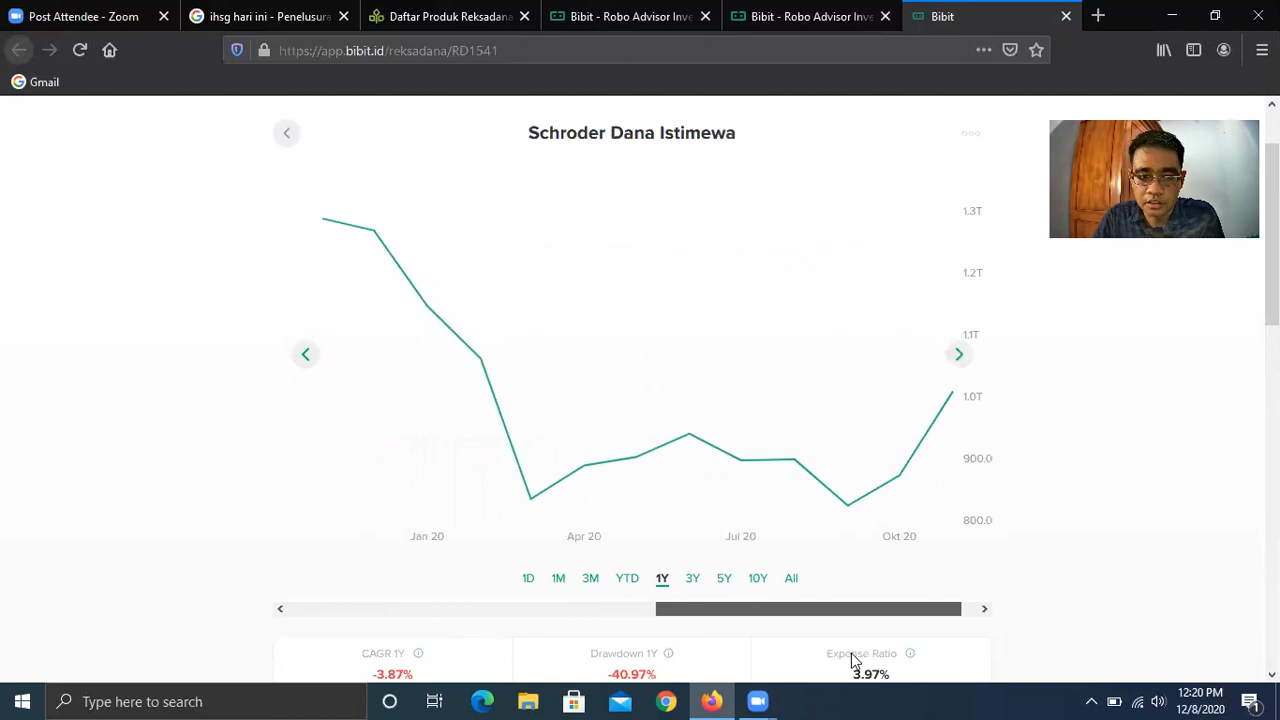 Post Attendee - Zoom
ihsg hari ini - Penelusura
Daftar Produk Reksadana
Bibit - Robo Advisor Inve
Bibit - Robo Advisor Inve
Bibit
https://app.bibit.id/reksadana/RD1541
Gmail
Schroder Dana Istimewa
1.3T
1.2T
1.1T
1.0T
900.0
800.0
Jan 20 Apr 20 Jul 20 Okt 20
1D 1M 3M YTD 1Y 3Y 5Y 10Y All
CAGR 1Y Drawdown 1Y Expense Ratio
-3.87% -40.97% 3.97%
Type here to search
12:20 PM
12/8/2020
1